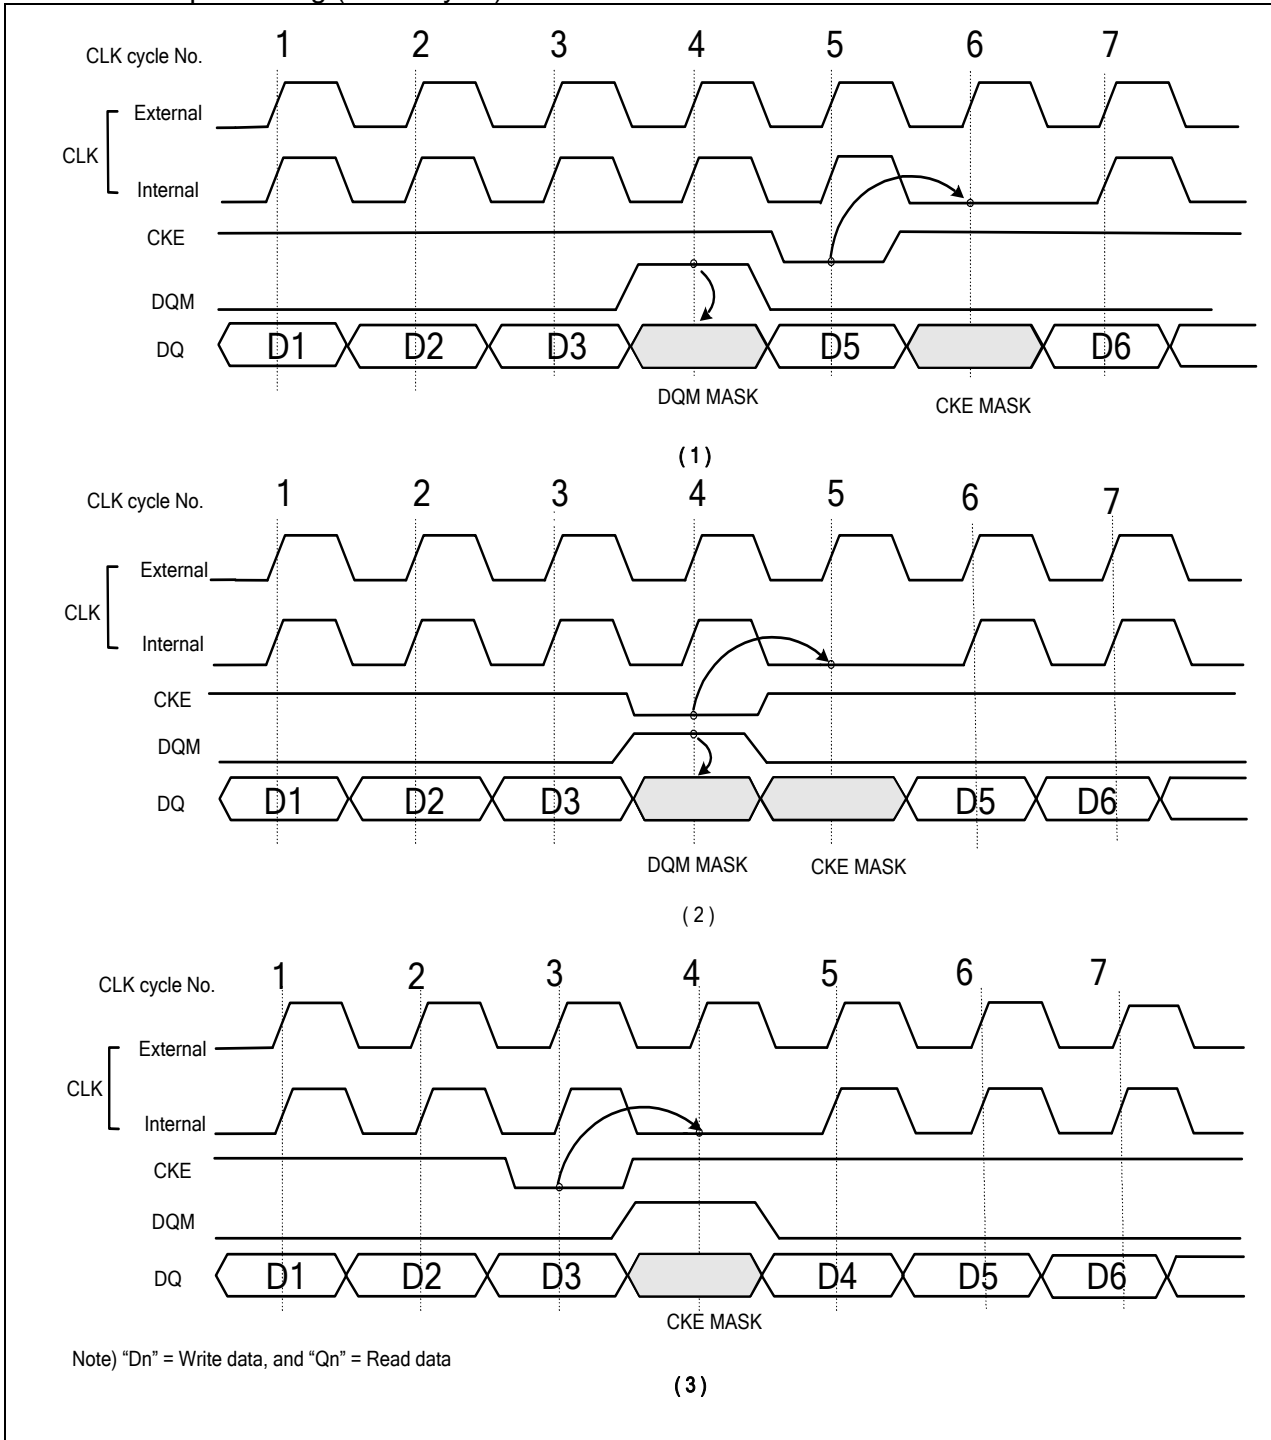 CLK cycle No. 1 2 3 4 5 6 7
External
CLK
Internal
CKE
DQM
DQ D1 D2 D3 D5 D6
DQM MASK CKE MASK
( 1 )
CLK cycle No. 1 2 3 4 5 6 7
External
CLK
Internal
CKE
DQM
DQ D1 D2 D3 D5 D6
DQM MASK CKE MASK
( 2 )
CLK cycle No. 1 2 3 4 5 6 7
External
CLK
Internal
CKE
DQM
DQ D1 D2 D3 D4 D5 D6
CKE MASK
Note) “Dn” = Write data, and “Qn” = Read data
( 3 )